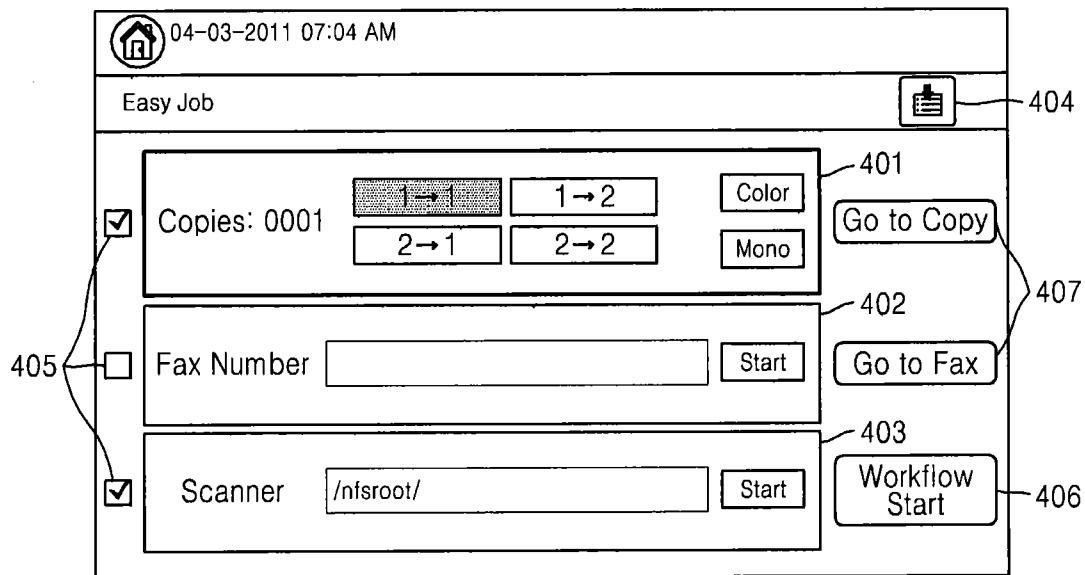 04-03-2011 07:04 AM
Easy Job
404
401
Copies: 0001
1→1
1→2
Color
Go to Copy
2→1
2→2
Mono
407
402
405
Fax Number
Start
Go to Fax
403
Scanner
/nfsroot/
Start
Workflow
Start
406